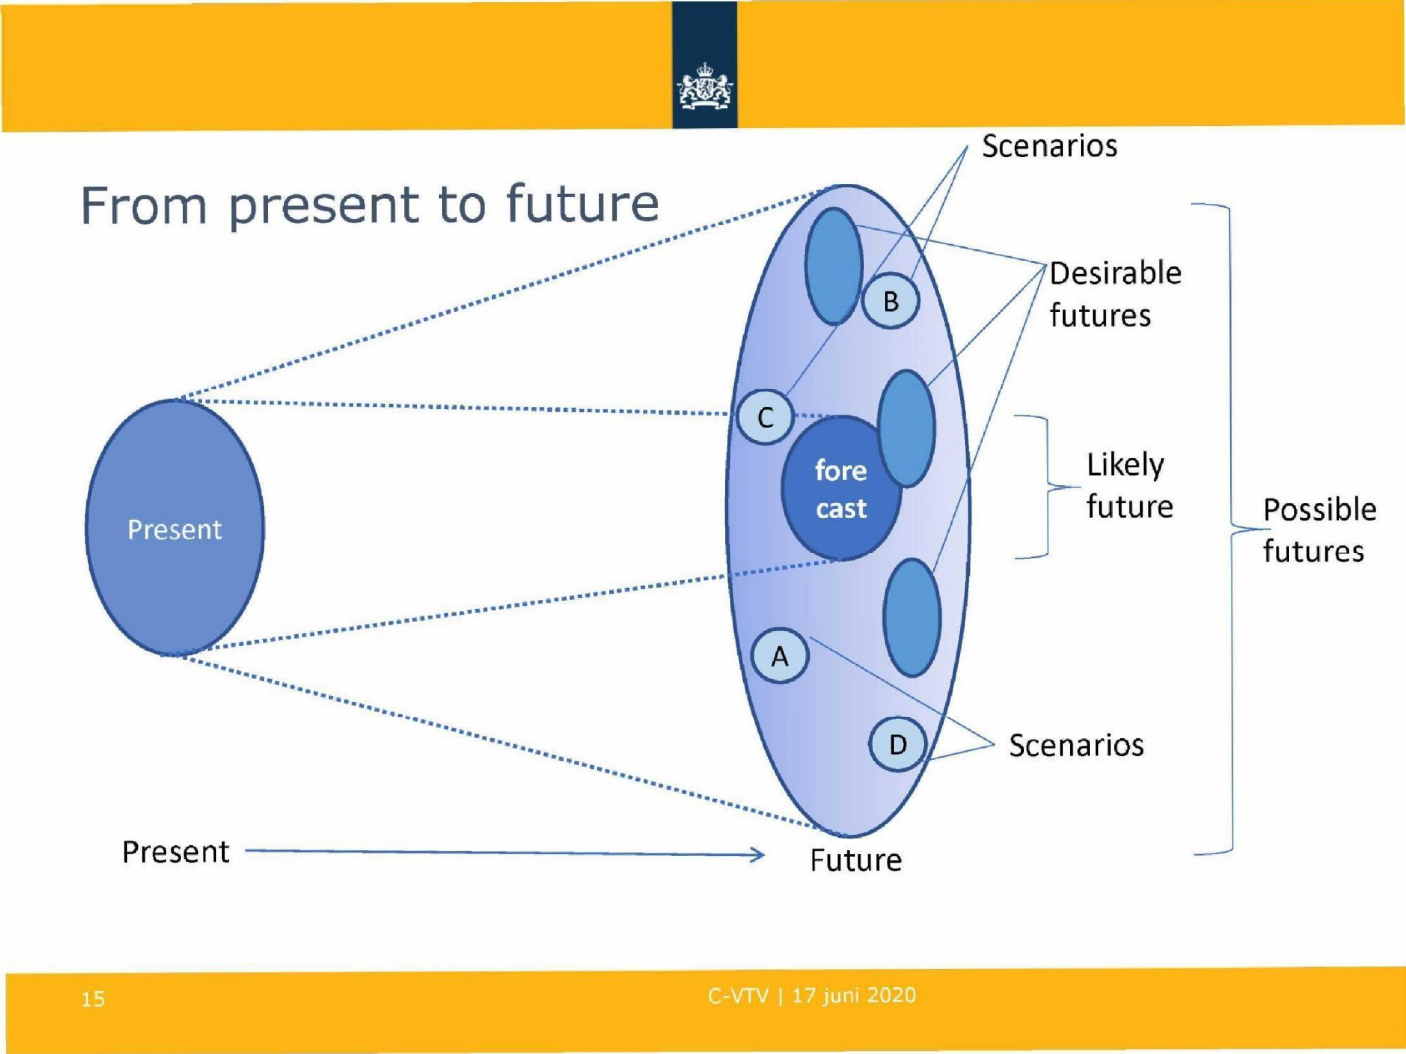 Scenarios
From present to future
Desirable
futures
B
C
fore
cast
Likely
future
Present
Possible
futures
A
D
Scenarios
Present
Future
15
C-VTV | 17 juni 2020